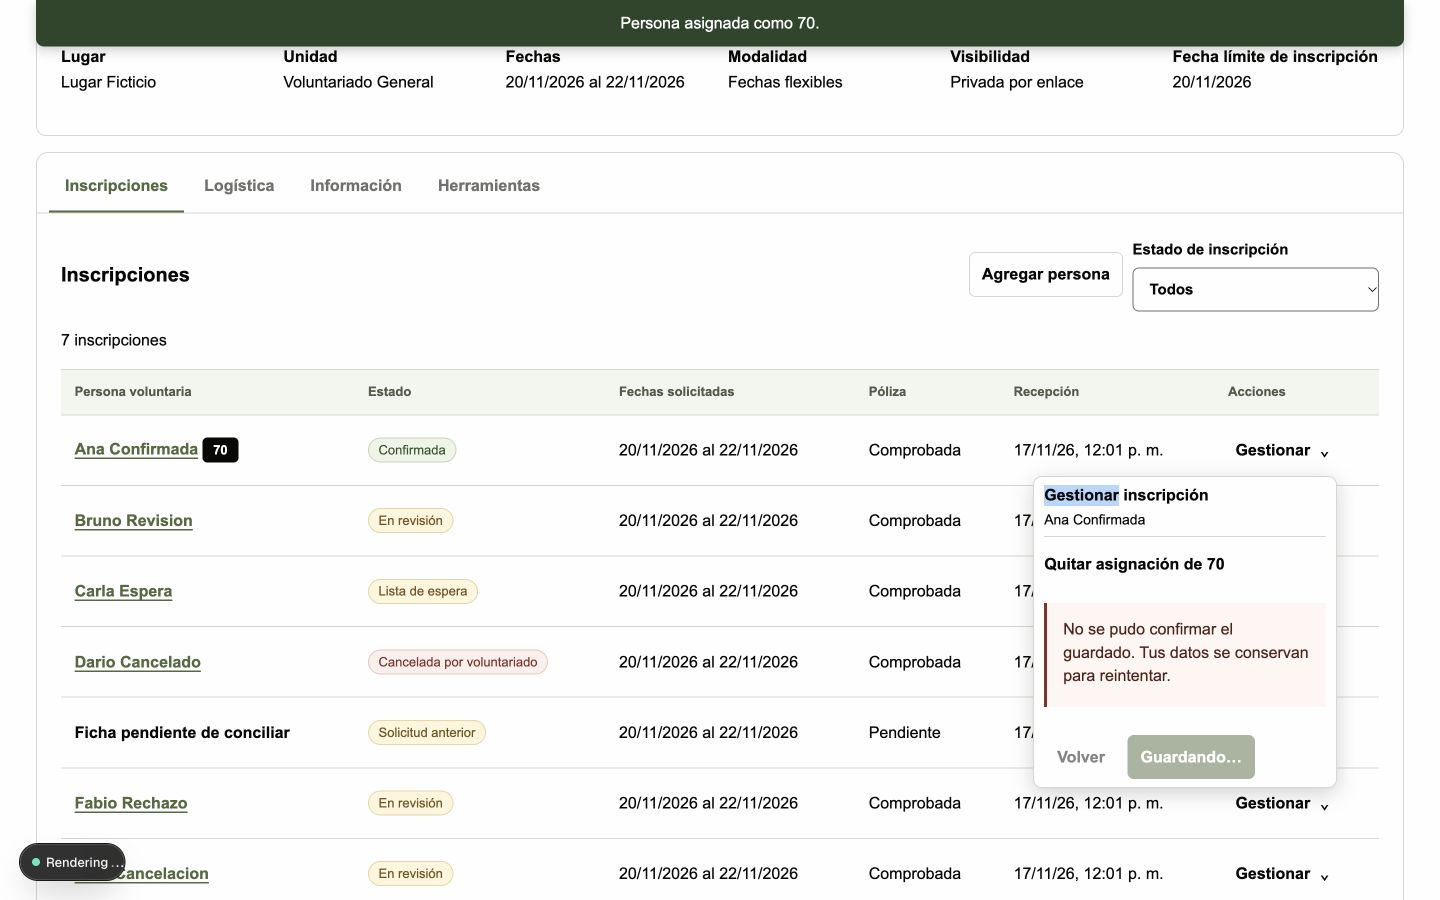 Persona asignada como 70.
Lugar
Unidad
Fechas
Modalidad
Visibilidad
Fecha límite de inscripción
Lugar Ficticio
Voluntariado General
20/11/2026 al 22/11/2026
Fechas flexibles
Privada por enlace
20/11/2026
Inscripciones
Logística
Información
Herramientas
Inscripciones
Agregar persona
Estado de inscripción
Todos
7 inscripciones
Persona voluntaria
Estado
Fechas solicitadas
Póliza
Recepción
Acciones
Ana Confirmada 70
Confirmada
20/11/2026 al 22/11/2026
Comprobada
17/11/26, 12:01 p. m.
Gestionar
Bruno Revision
En revisión
20/11/2026 al 22/11/2026
Comprobada
17/
Carla Espera
Lista de espera
20/11/2026 al 22/11/2026
Comprobada
17/
Dario Cancelado
Cancelada por voluntariado
20/11/2026 al 22/11/2026
Comprobada
17/
Ficha pendiente de conciliar
Solicitud anterior
20/11/2026 al 22/11/2026
Pendiente
17/
Gestionar inscripción
Ana Confirmada
Quitar asignación de 70
No se pudo confirmar el
guardado. Tus datos se conservan
para reintentar.
Volver
Guardando...
Fabio Rechazo
En revisión
20/11/2026 al 22/11/2026
Comprobada
17/11/26, 12:01 p. m.
Gestionar
Rendering ...
Cancelacion
En revisión
20/11/2026 al 22/11/2026
Comprobada
17/11/26, 12:01 p. m.
Gestionar